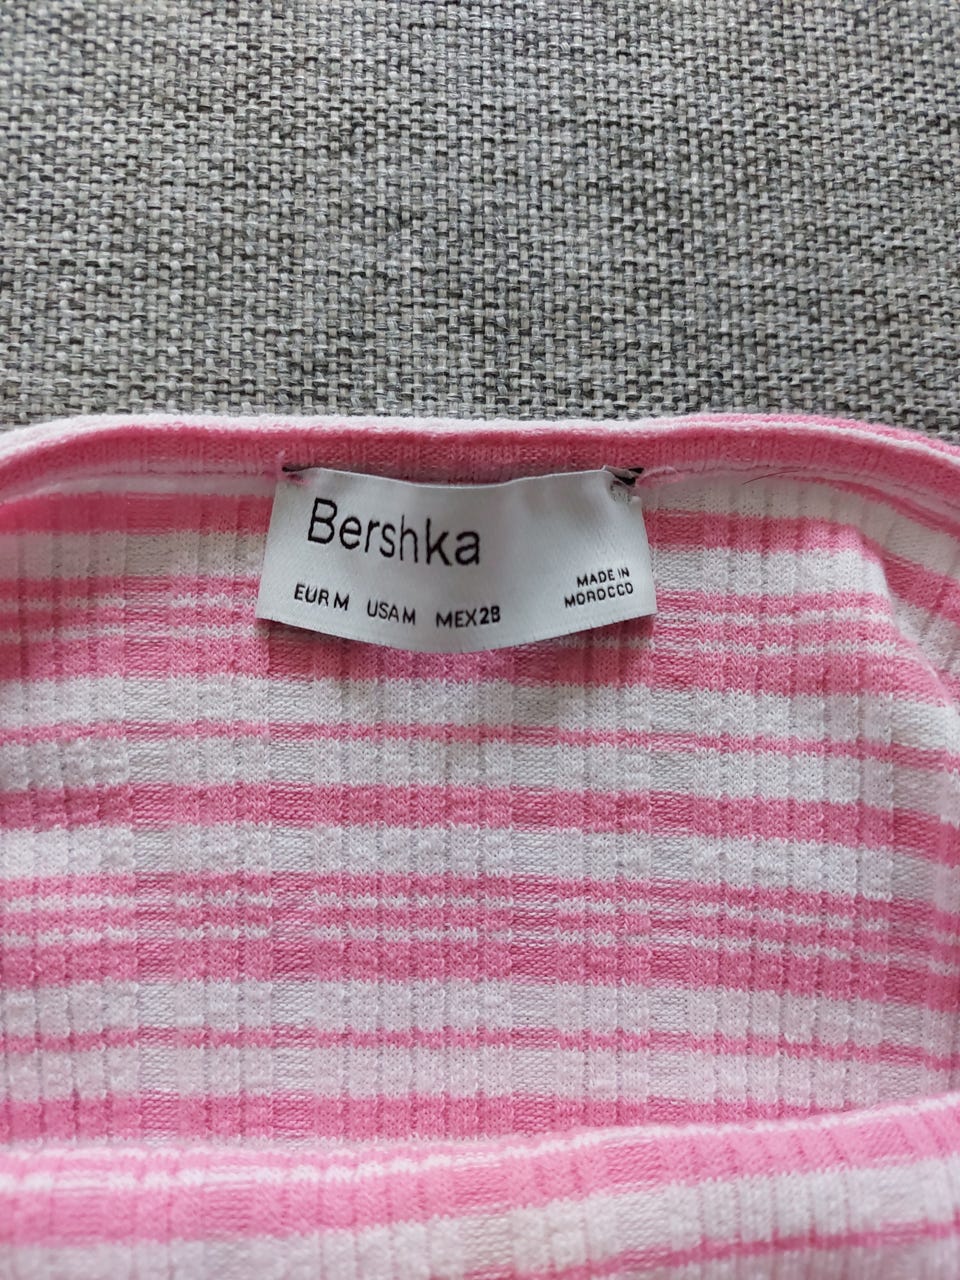 Bershka
EUR M USA M MEX 28
MADE IN
MOROCCO